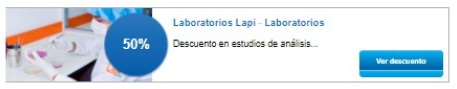 50%
Laboratorios Lapi - Laboratorios
Descuento en estudios de análisis...
Ver descuento